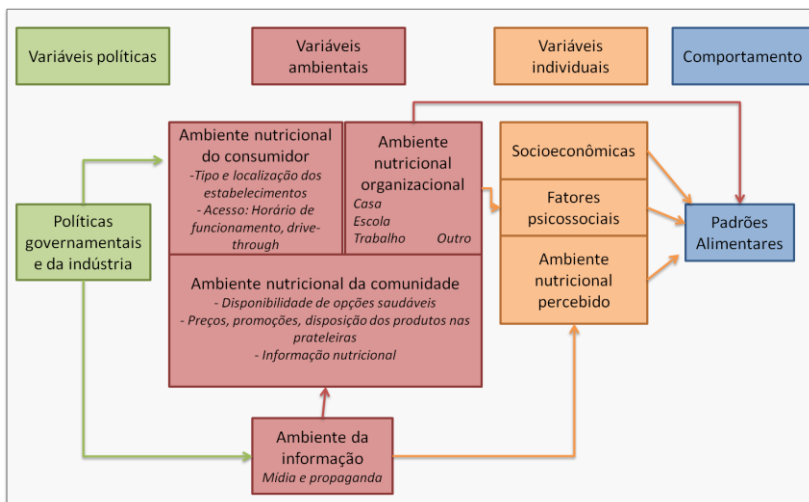 Variáveis políticas
Variáveis
ambientais
Variáveis
individuais
Comportamento
Políticas
governamentais
e da indústria
Ambiente nutricional
do consumidor
-Tipo e localização dos
estabelecimentos
- Acesso: Horário de
funcionamento, drive-
through
Ambiente
nutricional
organizacional
Casa
Escola
Trabalho Outro
Ambiente nutricional da comunidade
- Disponibilidade de opções saudáveis
- Preços, promoções, disposição dos produtos nas
prateleiras
- Informação nutricional
Ambiente da
informação
Mídia e propaganda
Socioeconômicas
Fatores
psicossociais
Ambiente
nutricional
percebido
Padrões
Alimentares